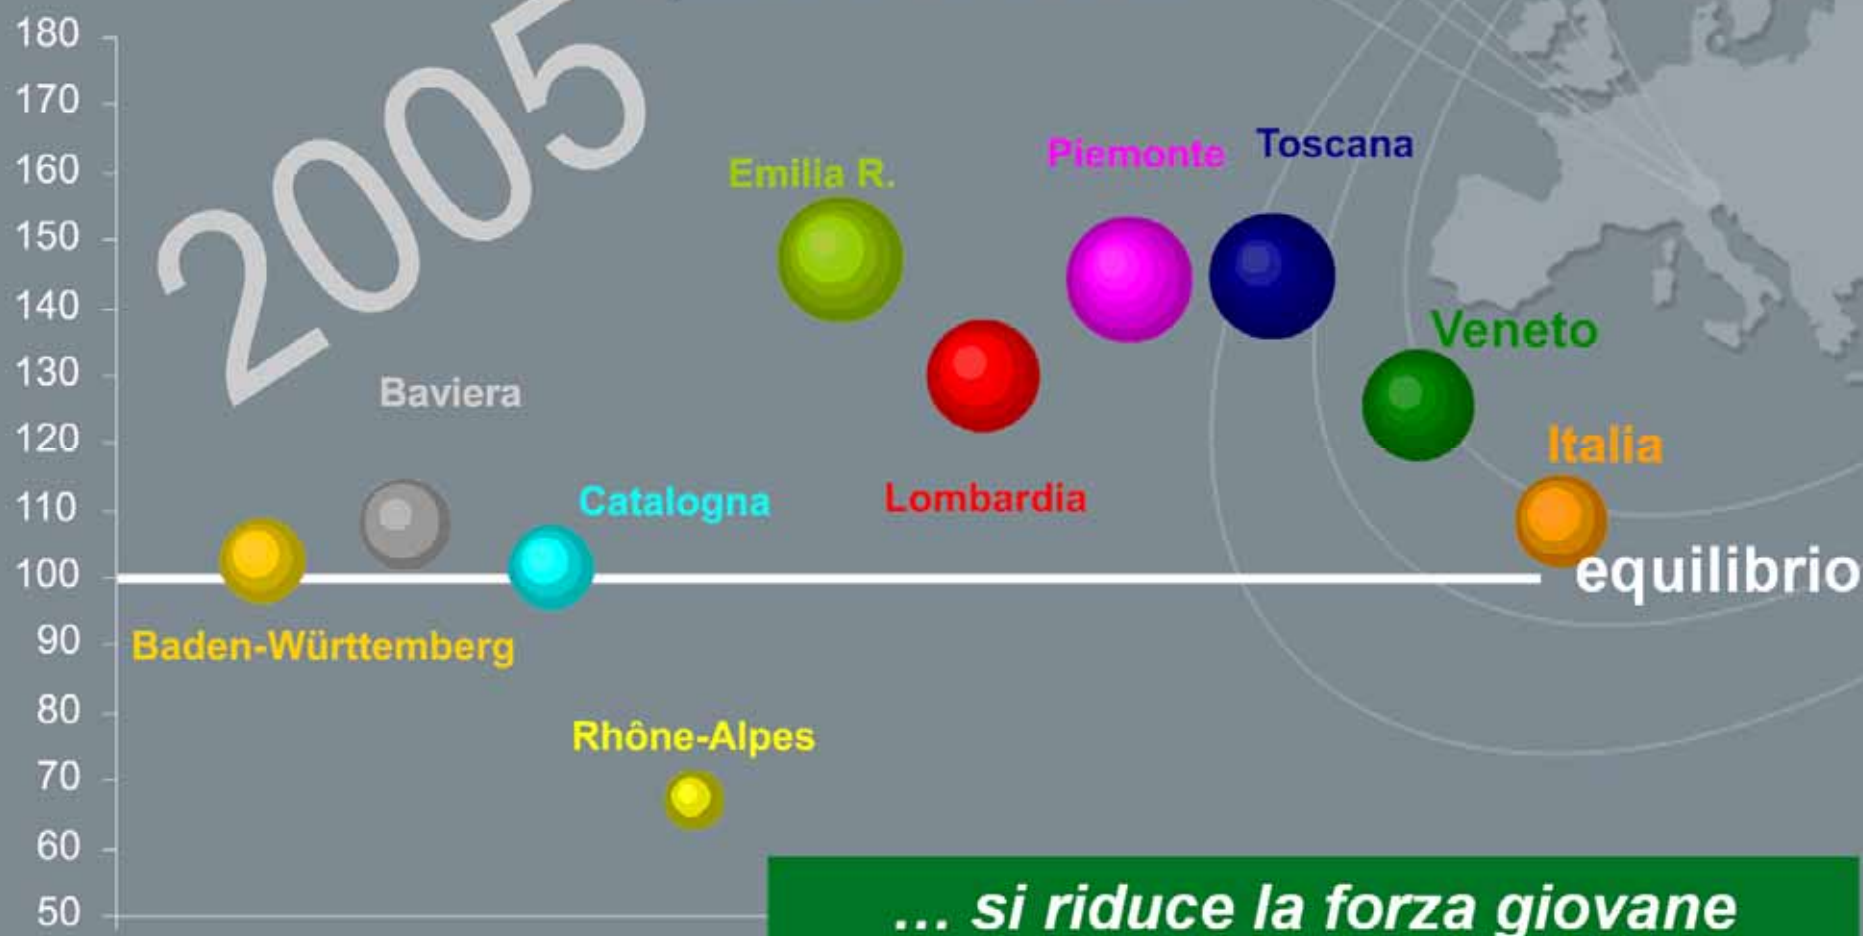 180
170
160
150
140
130
120
110
100
90
80
70
60
50
2005
Emilia R.
Piemonte
Toscana
Veneto
Baviera
Italia
Catalogna
Lombardia
equilibrio
Baden-Württemberg
Rhône-Alpes
... si riduce la forza giovane